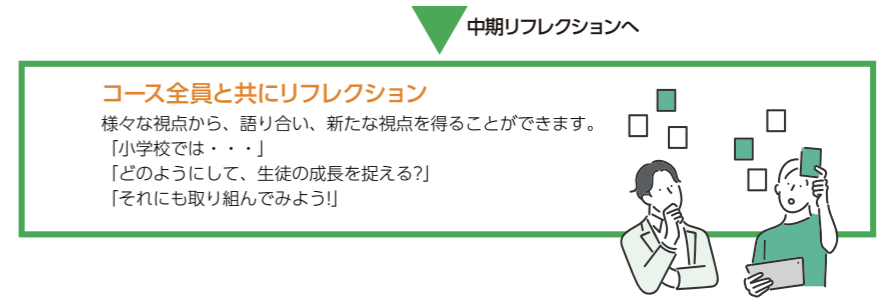 中期リフレクションへ
コース全員と共にリフレクション
様々な視点から、語り合い、新たな視点を得ることができます。
「小学校では・・・」
「どのようにして、生徒の成長を捉える?」
「それにも取り組んでみよう!」